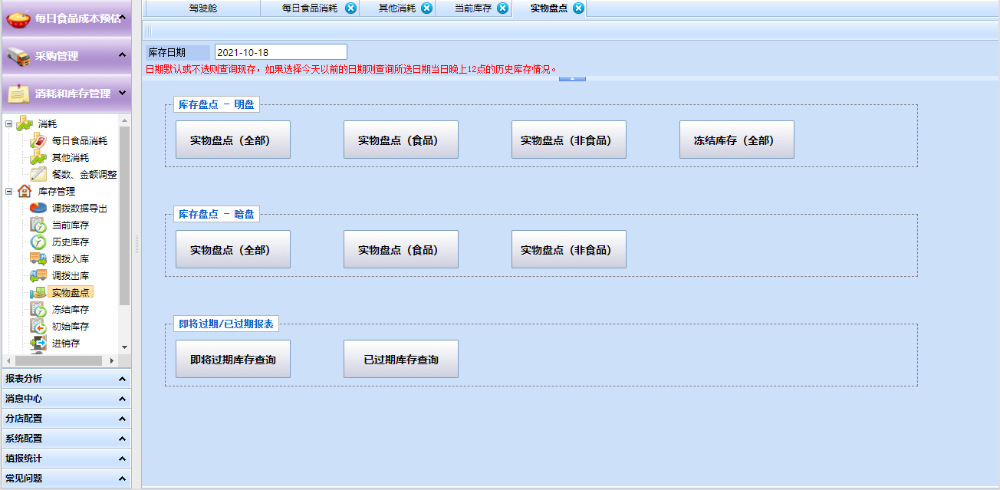 每日食品成本预估
采购管理
消耗和库存管理
消耗
每日食品消耗
其他消耗
餐数、金额调整
库存管理
调拨数据导出
当前库存
历史库存
调拨入库
调拨出库
实物盘点
冻结库存
初始库存
进销存
报表分析
消息中心
分店配置
系统配置
填报统计
常见问题
驾驶舱 每日食品消耗 其他消耗 当前库存 实物盘点
库存日期 2021-10-18
日期默认或不选则查询现存，如果选择今天以前的日期则查询所选日期当日晚上12点的历史库存情况。
库存盘点 － 明盘
实物盘点（全部） 实物盘点（食品） 实物盘点（非食品） 冻结库存（全部）
库存盘点 － 暗盘
实物盘点（全部） 实物盘点（食品） 实物盘点（非食品）
即将过期/已过期报表
即将过期库存查询 已过期库存查询